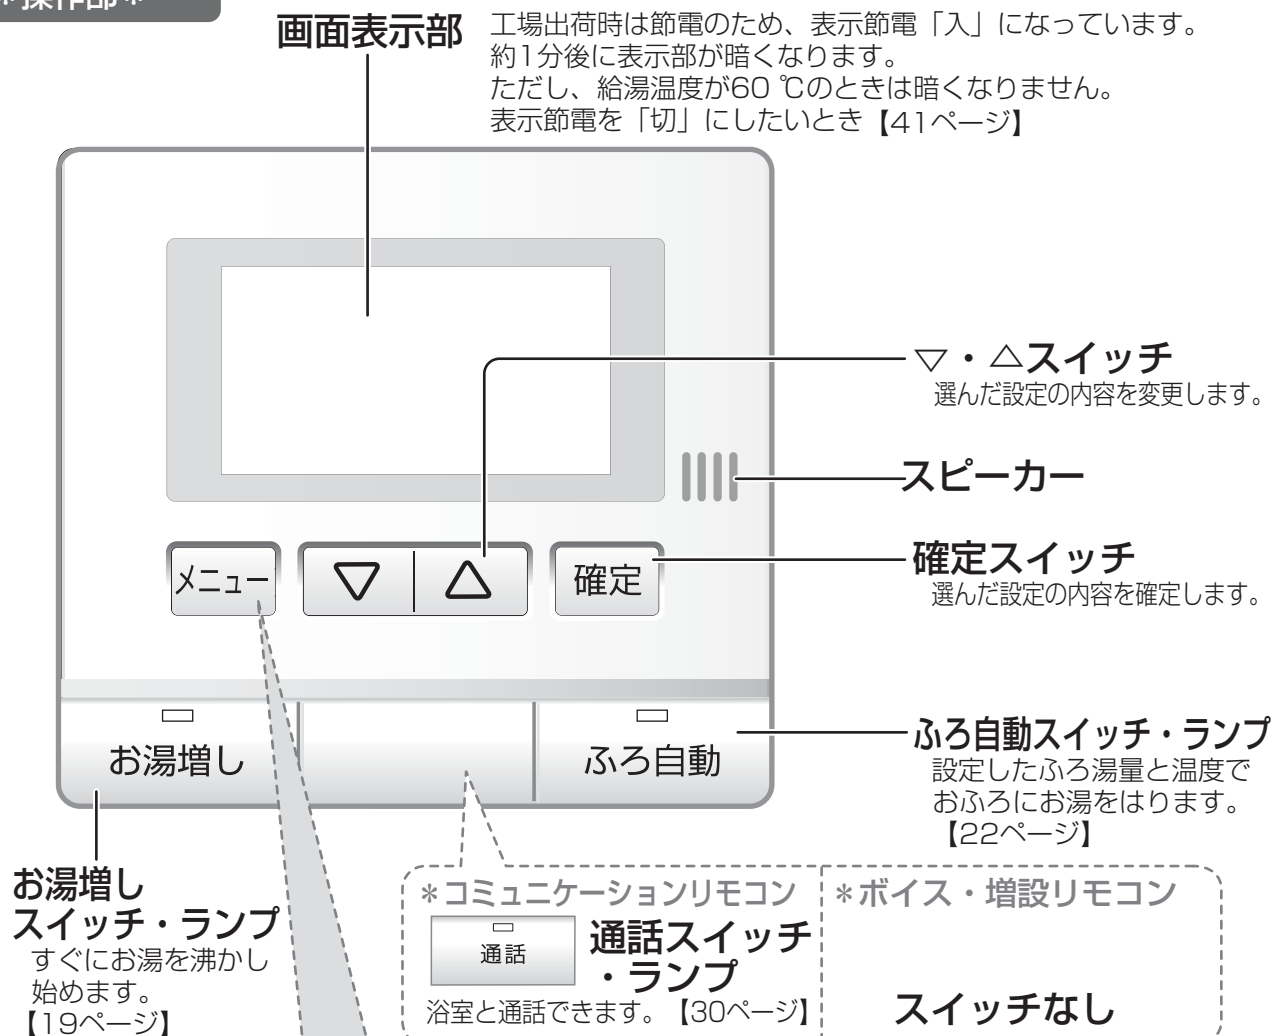 *操作部*
画面表示部
工場出荷時は節電のため、表示節電「入」になっています。
約1分後に表示部が暗くなります。
ただし、給湯温度が60 ℃のときは暗くなりません。
表示節電を「切」にしたいとき【41ページ】
▽・△スイッチ
選んだ設定の内容を変更します。
スピーカー
確定スイッチ
選んだ設定の内容を確定します。
メニュー
▽
△
確定
お湯増し
ふろ自動
ふろ自動スイッチ・ランプ
設定したふろ湯量と温度で
おふろにお湯をはります。
【22ページ】
お湯増し
スイッチ・ランプ
すぐにお湯を沸かし
始めます。
【19ページ】
*コミュニケーションリモコン
通話
通話スイッチ
・ランプ
浴室と通話できます。【30ページ】
*ボイス・増設リモコン
スイッチなし